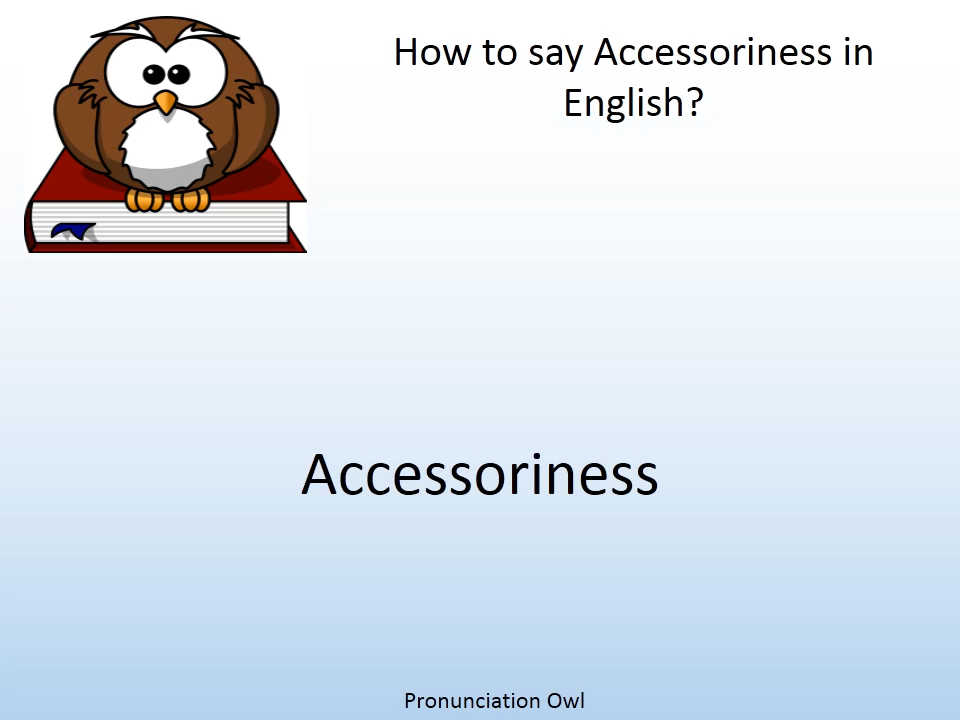 How to say Accessoriness in
English?
Accessoriness
Pronunciation Owl